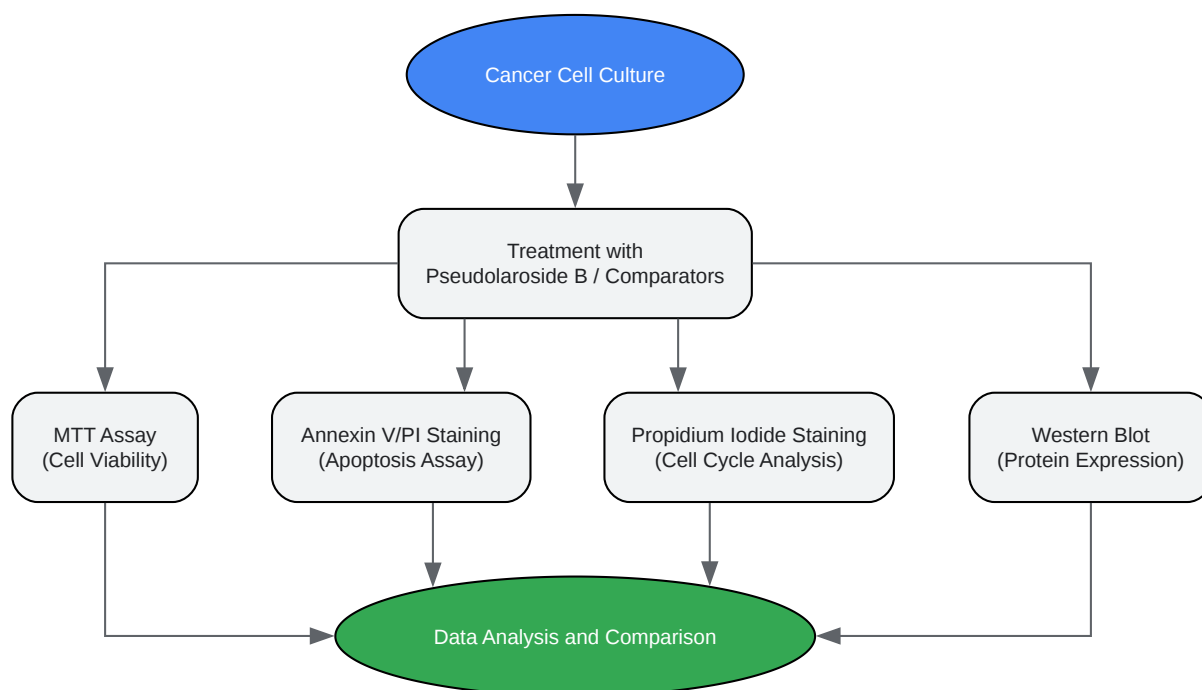 Cancer Cell Culture
Treatment with
Pseudolaroside B / Comparators
MTT Assay
(Cell Viability)
Annexin V/PI Staining
(Apoptosis Assay)
Propidium Iodide Staining
(Cell Cycle Analysis)
Western Blot
(Protein Expression)
Data Analysis and Comparison